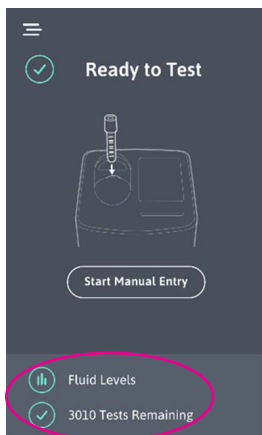 Ready to Test
Start Manual Entry
Fluid Levels
3010 Tests Remaining